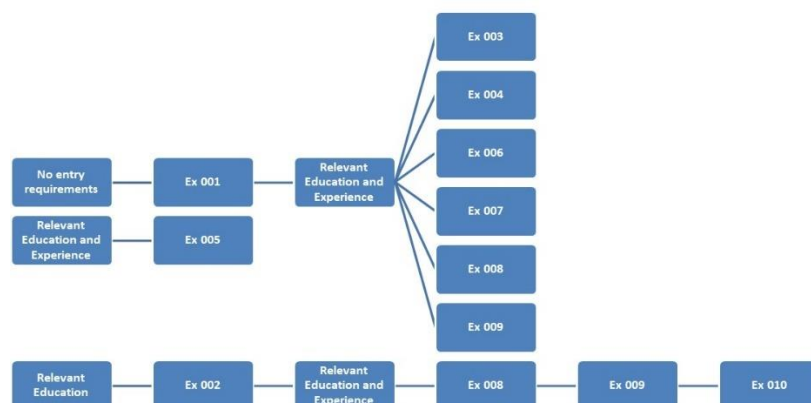 Ex 003
Ex 004
Ex 006
No entry
requirements
Ex 001
Relevant
Education and
Experience
Ex 007
Relevant
Education and
Experience
Ex 005
Ex 008
Ex 009
Relevant
Education
Ex 002
Relevant
Education and
Experience
Ex 008
Ex 009
Ex 010